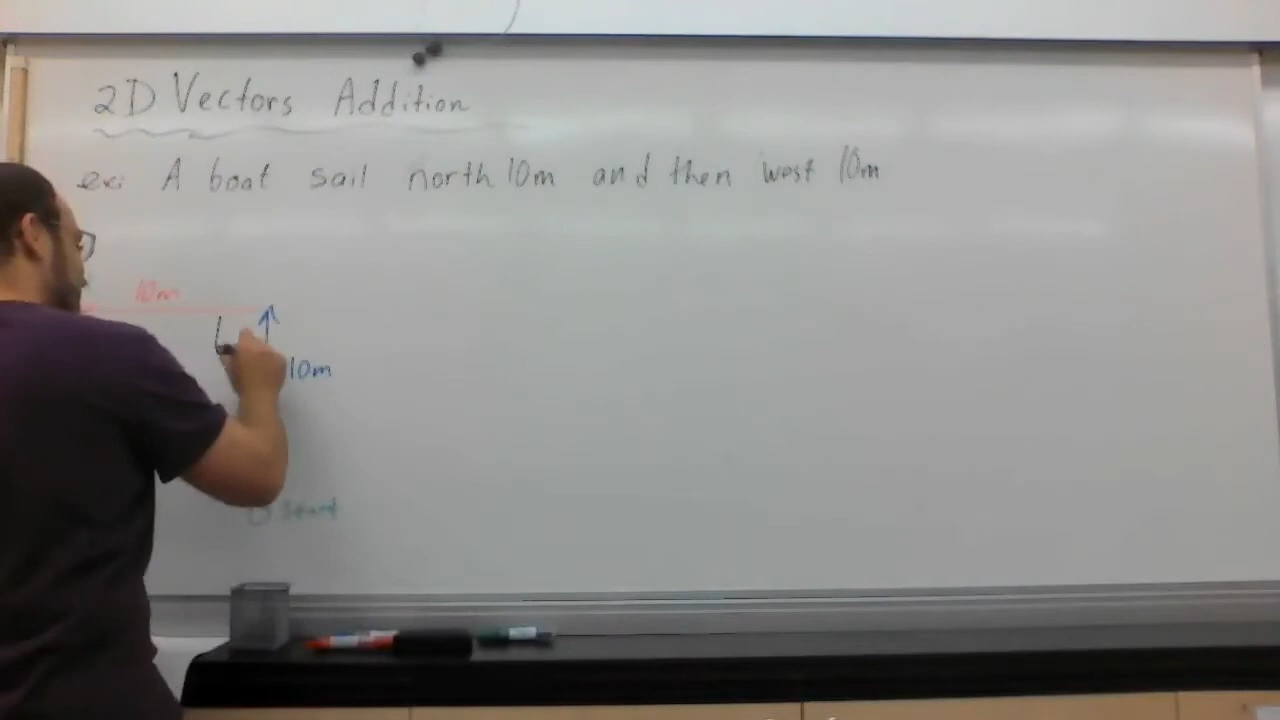 2D Vectors Addition
ex: A boat sail north 10m and then west 10m
10m
10m
Start